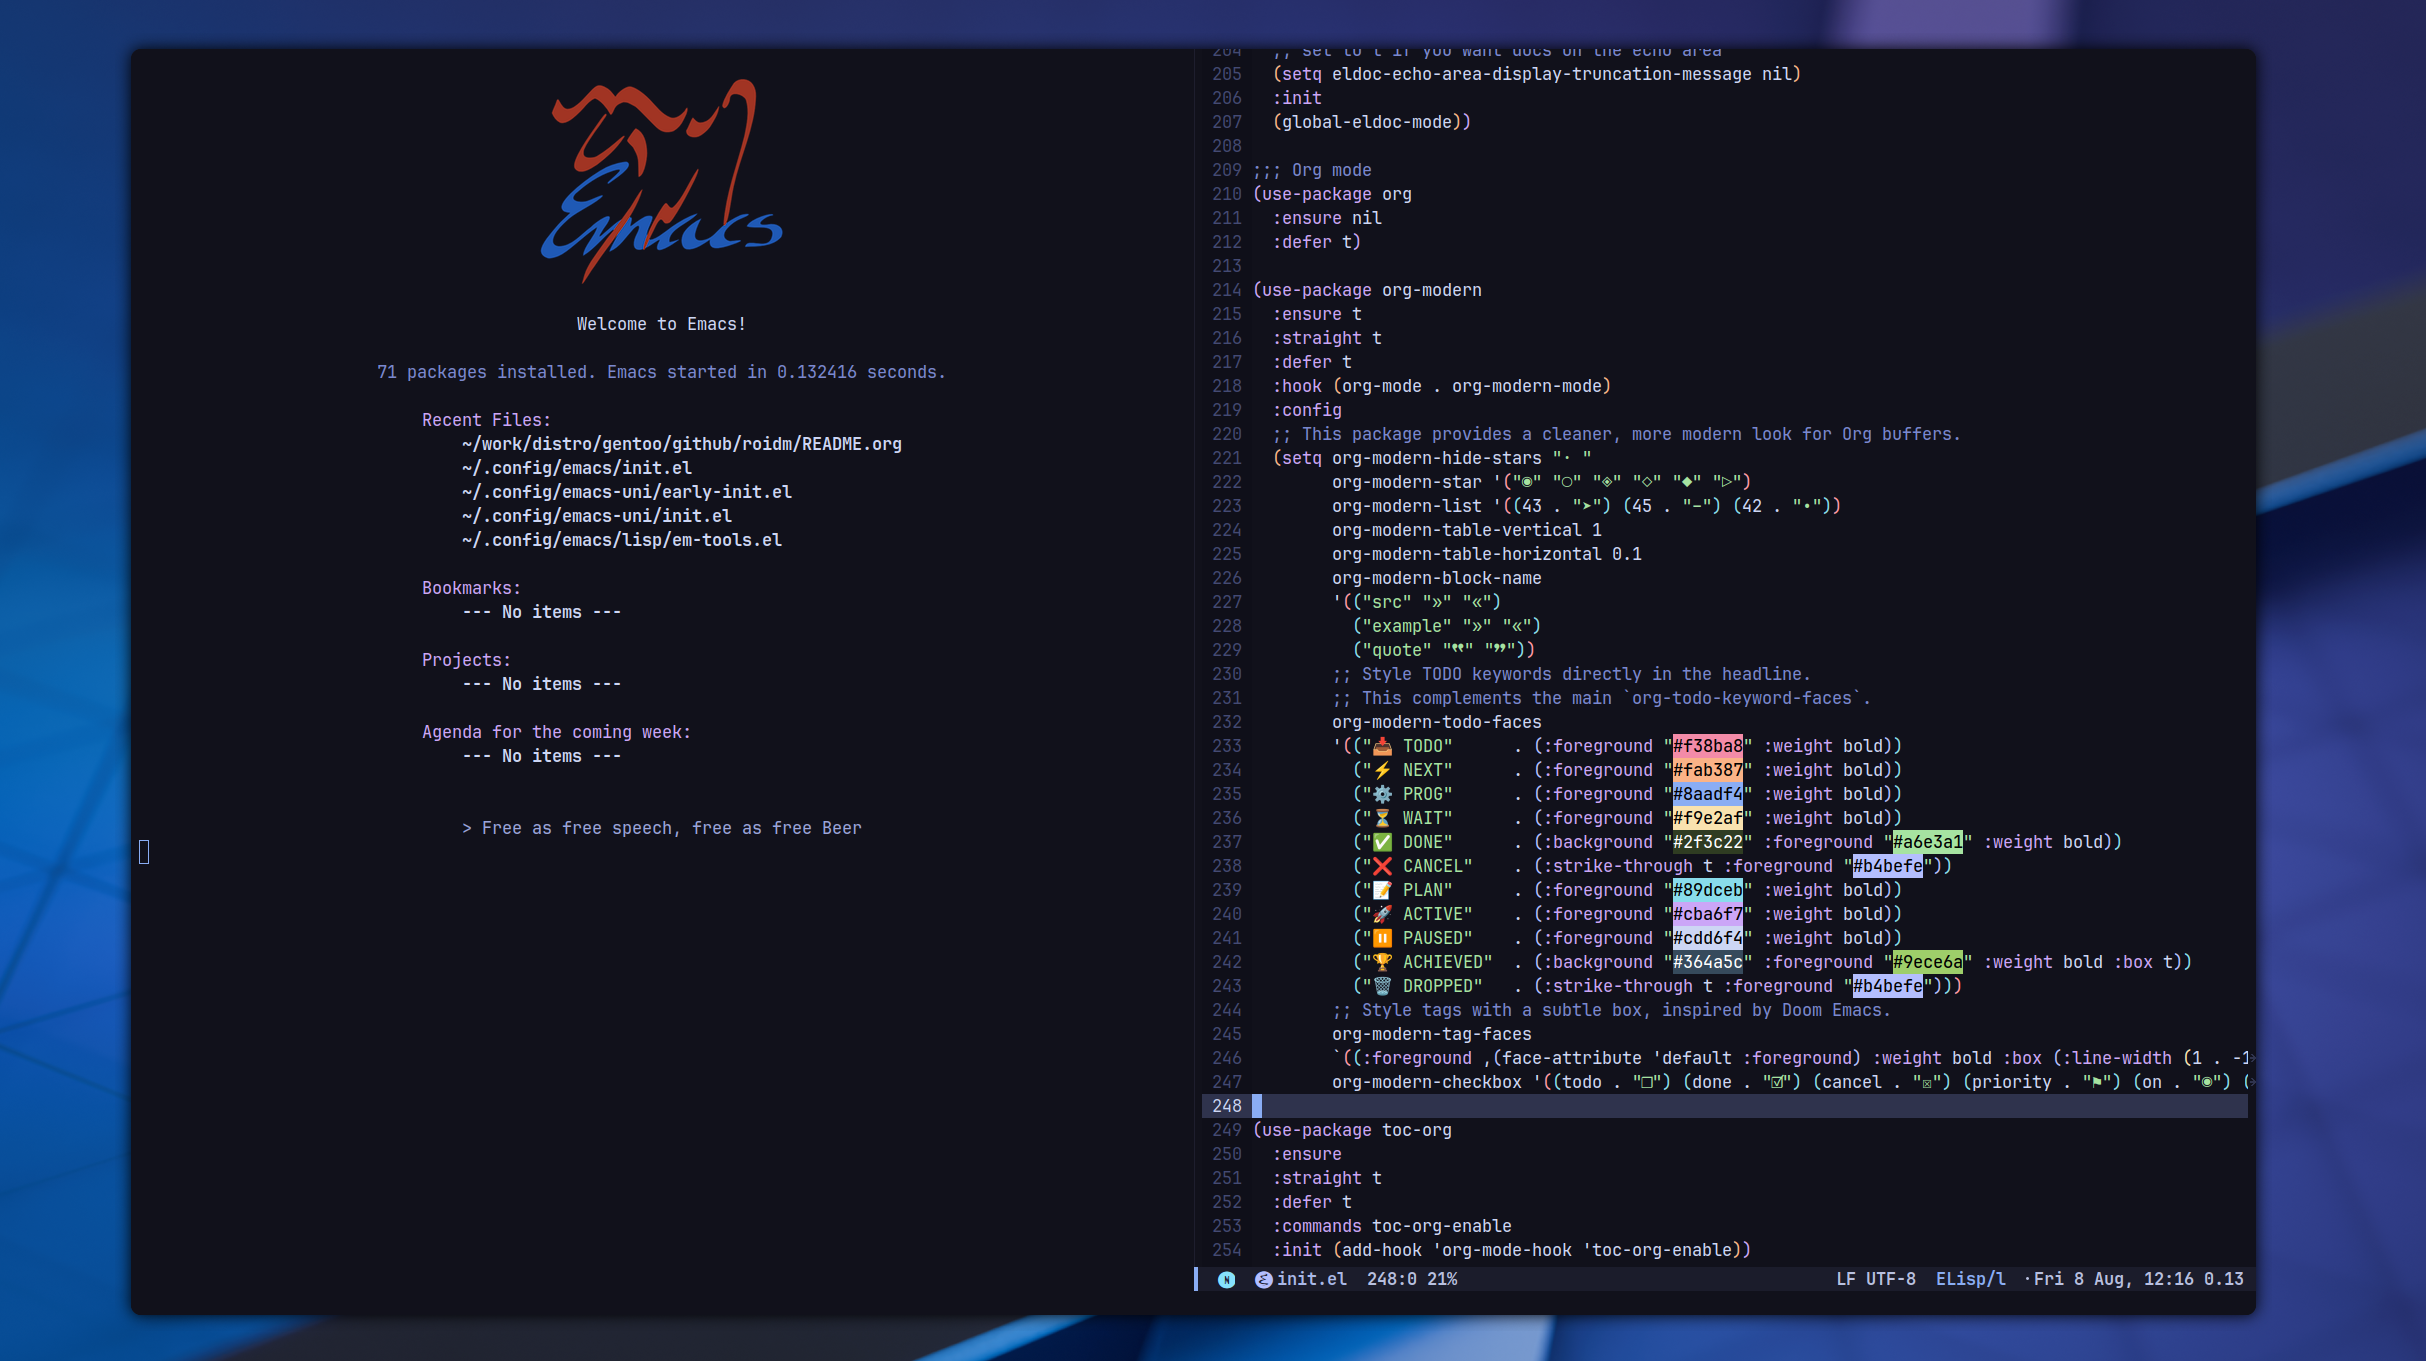 Emacs
Welcome to Emacs!
71 packages installed. Emacs started in 0.132416 seconds.
Recent Files:
~/work/distro/gentoo/github/roidm/README.org
~/.config/emacs/init.el
~/.config/emacs-uni/early-init.el
~/.config/emacs-uni/init.el
~/.config/emacs/lisp/em-tools.el
Bookmarks:
--- No items ---
Projects:
--- No items ---
Agenda for the coming week:
--- No items ---
> Free as free speech, free as free Beer
204   ;; set to t if you want docs on the echo area
205   (setq eldoc-echo-area-display-truncation-message nil)
206   :init
207   (global-eldoc-mode))
208
209 ;;; Org mode
210 (use-package org
211   :ensure nil
212   :defer t)
213
214 (use-package org-modern
215   :ensure t
216   :straight t
217   :defer t
218   :hook (org-mode . org-modern-mode)
219   :config
220   ;; This package provides a cleaner, more modern look for Org buffers.
221   (setq org-modern-hide-stars "· "
222         org-modern-star '("◉" "○" "◈" "◇" "◆" "▷")
223         org-modern-list '((43 . "➤") (45 . "–") (42 . "•"))
224         org-modern-table-vertical 1
225         org-modern-table-horizontal 0.1
226         org-modern-block-name
227         '(("src" "»" "«")
228           ("example" "»" "«")
229           ("quote" "❝" "❞"))
230         ;; Style TODO keywords directly in the headline.
231         ;; This complements the main `org-todo-keyword-faces`.
232         org-modern-todo-faces
233         '(("📥 TODO"      . (:foreground "#f38ba8" :weight bold))
234           ("⚡ NEXT"      . (:foreground "#fab387" :weight bold))
235           ("⚙️ PROG"      . (:foreground "#8aadf4" :weight bold))
236           ("⏳ WAIT"      . (:foreground "#f9e2af" :weight bold))
237           ("✅ DONE"      . (:background "#2f3c22" :foreground "#a6e3a1" :weight bold))
238           ("❌ CANCEL"    . (:strike-through t :foreground "#b4befe"))
239           ("📝 PLAN"      . (:foreground "#89dceb" :weight bold))
240           ("🚀 ACTIVE"    . (:foreground "#cba6f7" :weight bold))
241           ("⏸️ PAUSED"    . (:foreground "#cdd6f4" :weight bold))
242           ("🏆 ACHIEVED"  . (:background "#364a5c" :foreground "#9ece6a" :weight bold :box t))
243           ("🗑️ DROPPED"   . (:strike-through t :foreground "#b4befe")))
244         ;; Style tags with a subtle box, inspired by Doom Emacs.
245         org-modern-tag-faces
246         `((:foreground ,(face-attribute 'default :foreground) :weight bold :box (:line-width (1 . -1
247         org-modern-checkbox '((todo . "❒") (done . "☑") (cancel . "☒") (priority . "⚑") (on . "◉") (
248
249 (use-package toc-org
250   :ensure
251   :straight t
252   :defer t
253   :commands toc-org-enable
254   :init (add-hook 'org-mode-hook 'toc-org-enable))
N init.el  248:0 21%  LF UTF-8  ELisp/l  ·Fri 8 Aug, 12:16 0.13